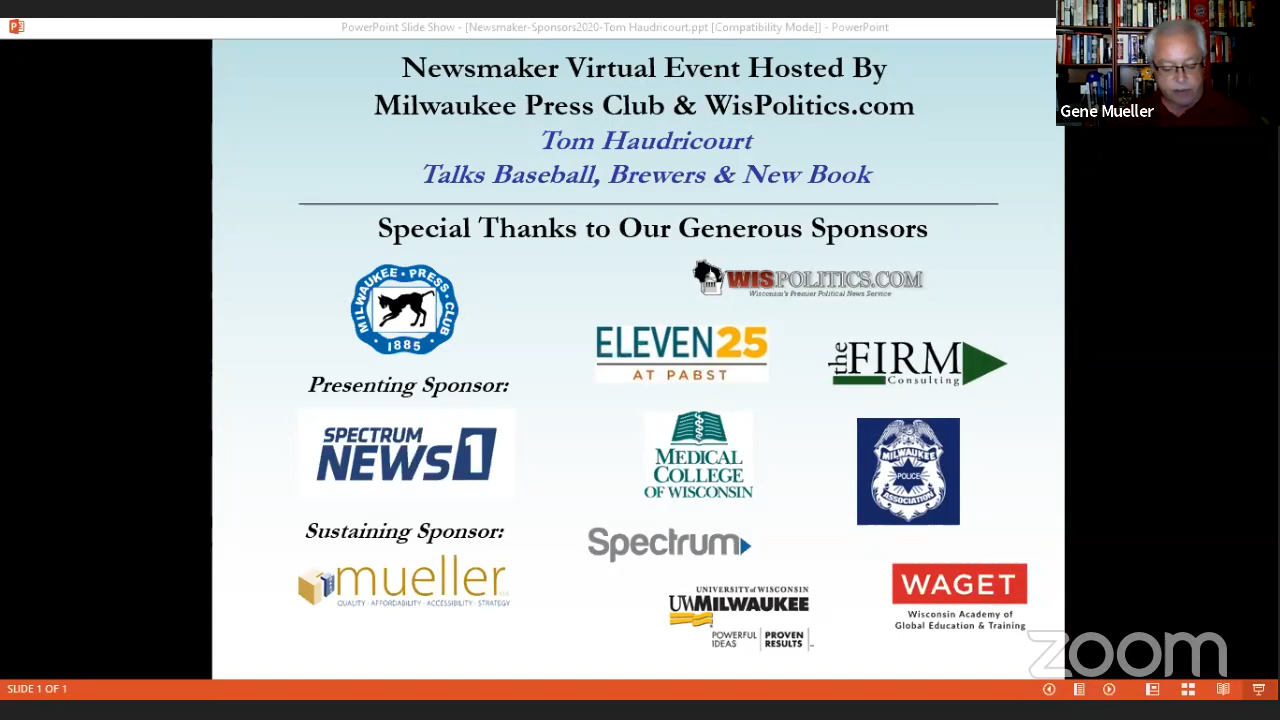 PowerPoint Slide Show - [Newsmaker-Sponsors2020-Tom Haudricourt.ppt [Compatibility Mode]] - PowerPoint
Gene Mueller
Newsmaker Virtual Event Hosted By
Milwaukee Press Club & WisPolitics.com
Tom Haudricourt
Talks Baseball, Brewers & New Book
Special Thanks to Our Generous Sponsors
MILWAUKEE • PRESS • CLUB
• 1885 •
WISPOLITICS.COM
Wisconsin's Premier Political News Service
ELEVEN25
AT PABST
the FIRM
Consulting
Presenting Sponsor:
SPECTRUM
NEWS 1
MEDICAL
COLLEGE
OF WISCONSIN
MILWAUKEE
POLICE
ASSOCIATION
Sustaining Sponsor:
mueller
QUALITY · AFFORDABILITY · ACCESSIBILITY · STRATEGY
Spectrum
UNIVERSITY of WISCONSIN
UWMILWAUKEE
POWERFUL IDEAS
PROVEN RESULTS
WAGET
Wisconsin Academy of
Global Education & Training
zoom
SLIDE 1 OF 1